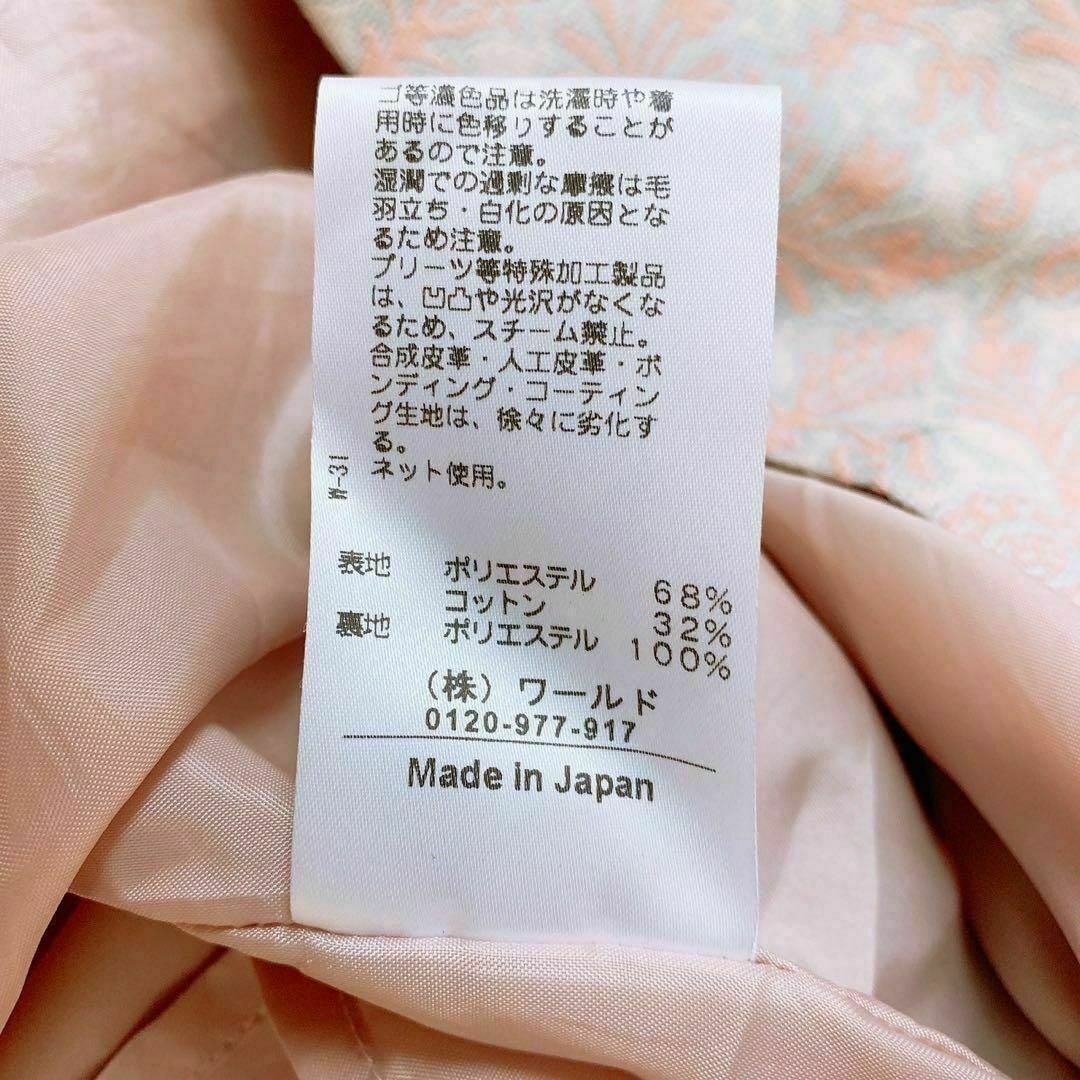 ゴ等濃色品は洗濯時や着
用時に色移りすることが
あるので注意。
湿潤での過剰な摩擦は毛
羽立ち・白化の原因とな
るため注意。
プリーツ等特殊加工製品
は、凹凸や光沢がなくな
るため、スチーム禁止。
合成皮革・人工皮革・ボ
ンディング・コーティン
グ生地は、徐々に劣化す
る。
ネット使用。
W-31
表地 ポリエステル 68%
コットン 32%
裏地 ポリエステル 100%
(株)ワールド
0120-977-917
Made in Japan